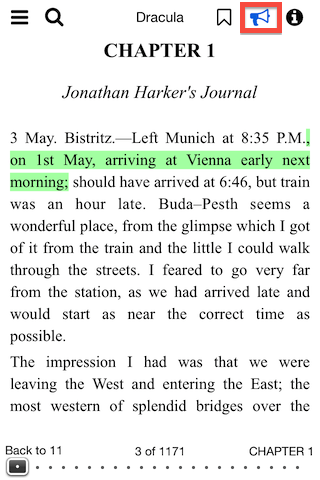 Dracula
CHAPTER 1
Jonathan Harker's Journal
3 May. Bistritz.—Left Munich at 8:35 P.M.,
on 1st May, arriving at Vienna early next
morning; should have arrived at 6:46, but train
was an hour late. Buda–Pesth seems a
wonderful place, from the glimpse which I got
of it from the train and the little I could walk
through the streets. I feared to go very far
from the station, as we had arrived late and
would start as near the correct time as
possible.
The impression I had was that we were
leaving the West and entering the East; the
most western of splendid bridges over the
Back to 11 3 of 1171 CHAPTER 1